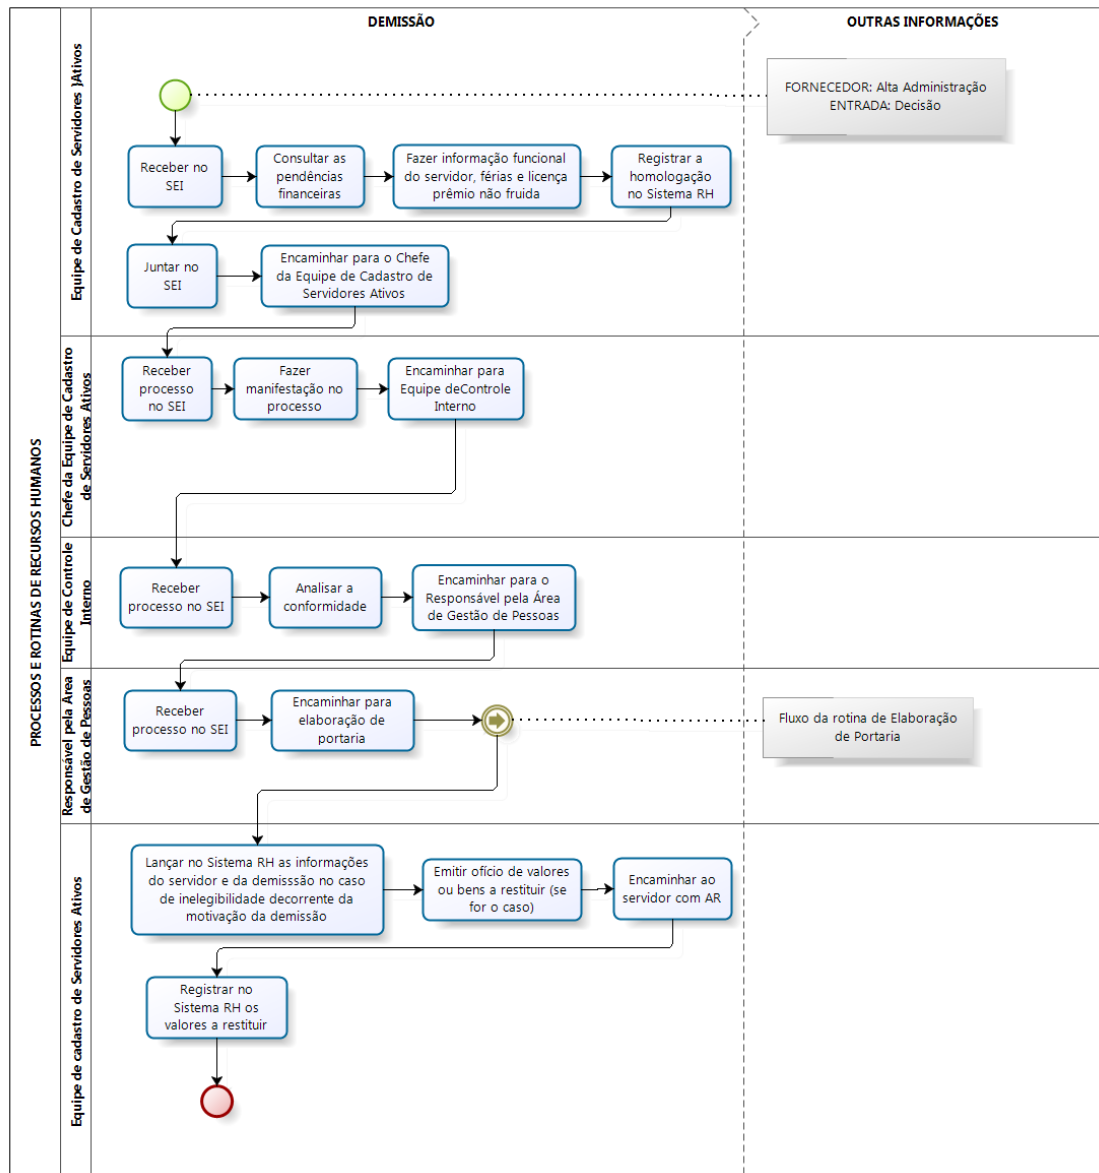 DEMISSÃO
OUTRAS INFORMAÇÕES
PROCESSOS E ROTINAS DE RECURSOS HUMANOS
Equipe de Cadastro de Servidores ]Ativos
FORNECEDOR: Alta Administração
ENTRADA: Decisão
Receber no
SEI
Consultar as
pendências
financeiras
Fazer informação funcional
do servidor, férias e licença
prêmio não fruida
Registrar a
homologação
no Sistema RH
Juntar no
SEI
Encaminhar para o Chefe
da Equipe de Cadastro de
Servidores Ativos
Chefe da Equipe de Cadastro
de Servidores Ativos
Receber
processo
no SEI
Fazer
manifestação no
processo
Encaminhar para
Equipe deControle
Interno
Equipe de Controle
Interno
Receber
processo no SEI
Analisar a
conformidade
Encaminhar para o
Responsável pela Área
de Gestão de Pessoas
Responsável pela Área
de Gestão de Pessoas
Receber
processo no SEI
Encaminhar para
elaboração de
portaria
Fluxo da rotina de Elaboração
de Portaria
Equipe de cadastro de Servidores Ativos
Lançar no Sistema RH as informações
do servidor e da demisssão no caso
de inelegibilidade decorrente da
motivação da demissão
Emitir ofício de valores
ou bens a restituir (se
for o caso)
Encaminhar ao
servidor com AR
Registrar no
Sistema RH os
valores a restituir